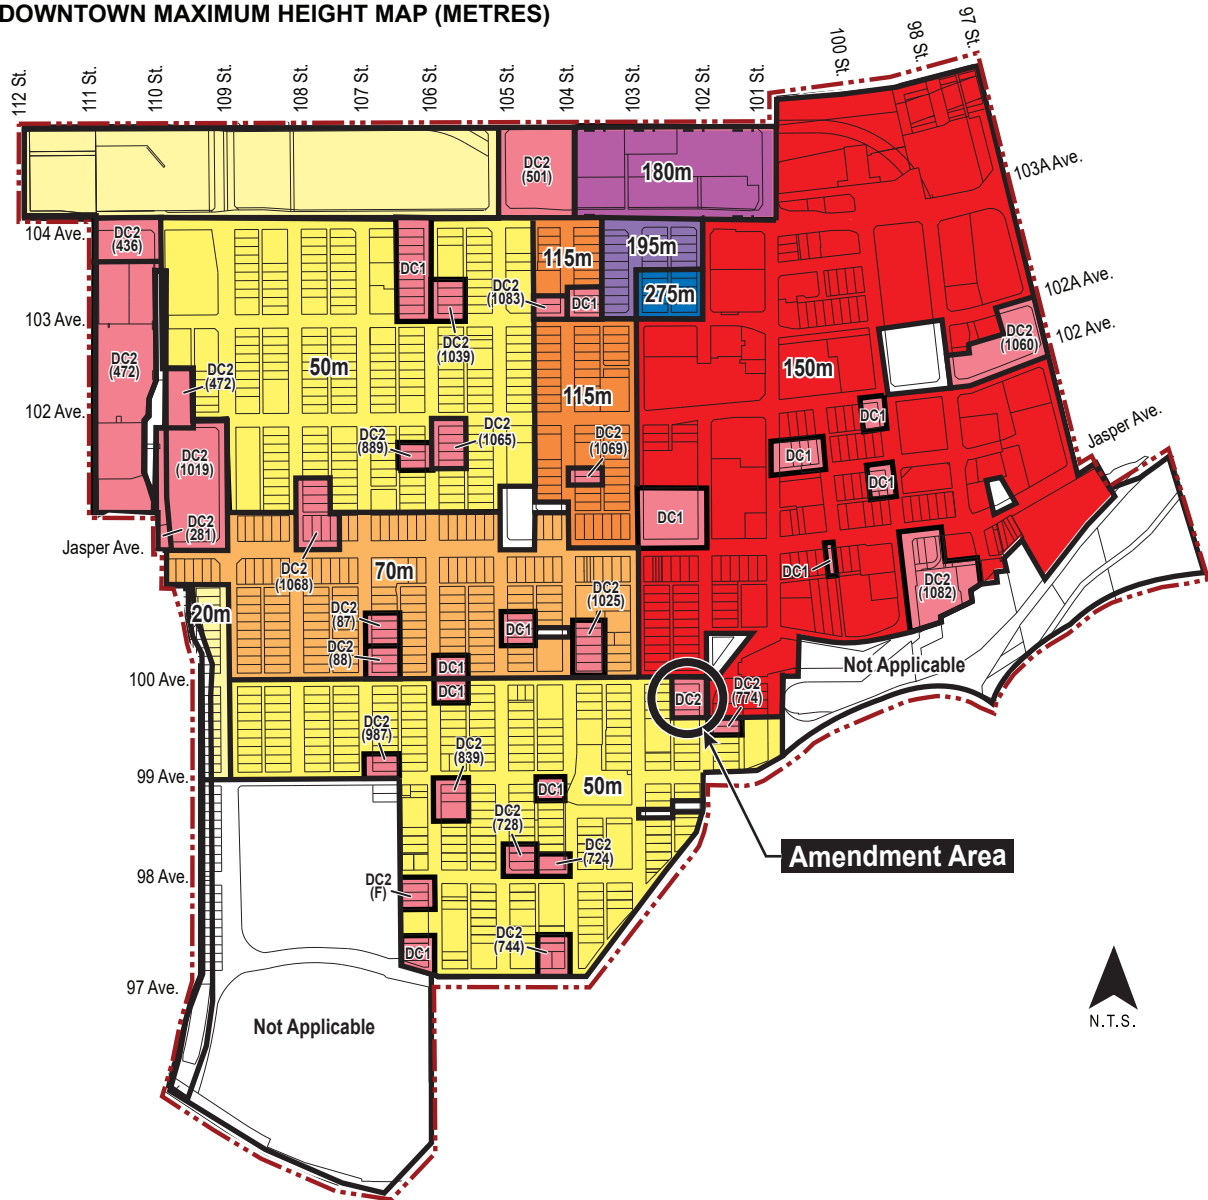 DOWNTOWN MAXIMUM HEIGHT MAP (METRES)
112 St.
111 St.
110 St.
109 St.
108 St.
107 St.
106 St.
105 St.
104 St.
103 St.
102 St.
101 St.
100 St.
98 St.
97 St.
103A Ave.
DC2
(501)
180m
104 Ave.
DC2
(436)
DC1
115m
195m
275m
DC2
(1083)
DC1
102A Ave.
103 Ave.
DC2
(1039)
102 Ave.
DC2
(1060)
DC2
(472)
DC2
(472)
50m
115m
150m
102 Ave.
DC1
Jasper Ave.
DC2
(889)
DC2
(1065)
DC2
(1069)
DC1
DC2
(1019)
DC1
DC1
DC2
(281)
Jasper Ave.
DC2
(1068)
70m
DC1
DC2
(1082)
20m
DC2
(87)
DC2
(88)
DC1
DC2
(1025)
DC1
Not Applicable
100 Ave.
DC1
DC2
DC2
(774)
DC2
(987)
DC2
(839)
99 Ave.
DC1
50m
DC2
(728)
DC2
(724)
Amendment Area
98 Ave.
DC2
(F)
DC2
(744)
DC1
97 Ave.
Not Applicable
N.T.S.